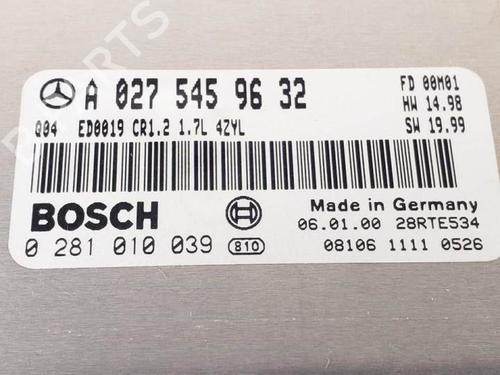 A 027 545 96 32
FD 00M01
HW 14.98
Q04 ED0019 CR1.2 1.7L 4ZYL
SW 19.99
BOSCH
Made in Germany
06.01.00 28RTE534
0 281 010 039 810
08106 1111 0526
PARTS